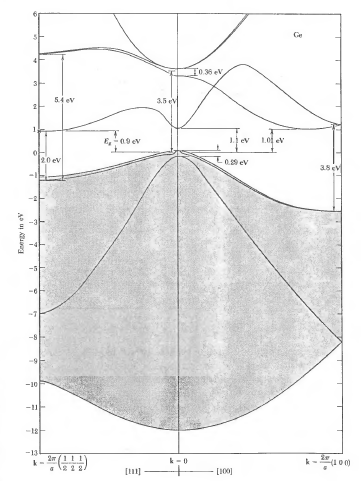 6
5
4
3
2
1
0
−1
−2
−3
−4
−5
−6
−7
−8
−9
−10
−11
−12
−13
Energy in eV
Ge
0.36 eV
3.5 eV
5.4 eV
E_g = 0.9 eV
2.0 eV
1.1 eV
0.29 eV
3.8 eV
k = 2π/a (1/2 1/2 1/2)
k = 0
k = 2π/a (1 0 0)
[111]
[100]